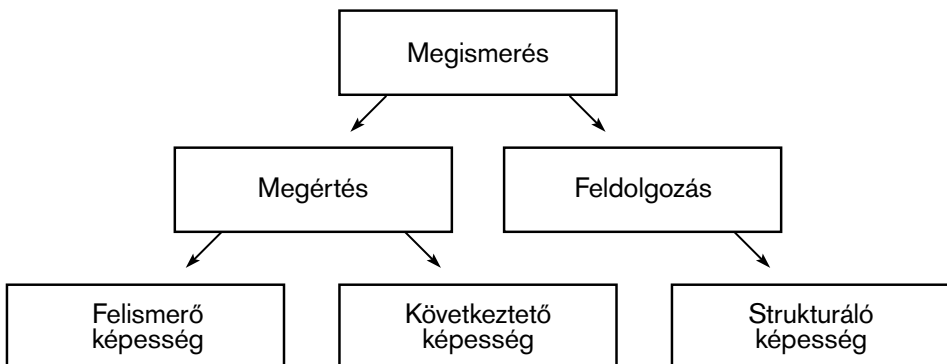 Megismerés
Megértés
Feldolgozás
Felismerő
képesség
Következtető
képesség
Strukturáló
képesség